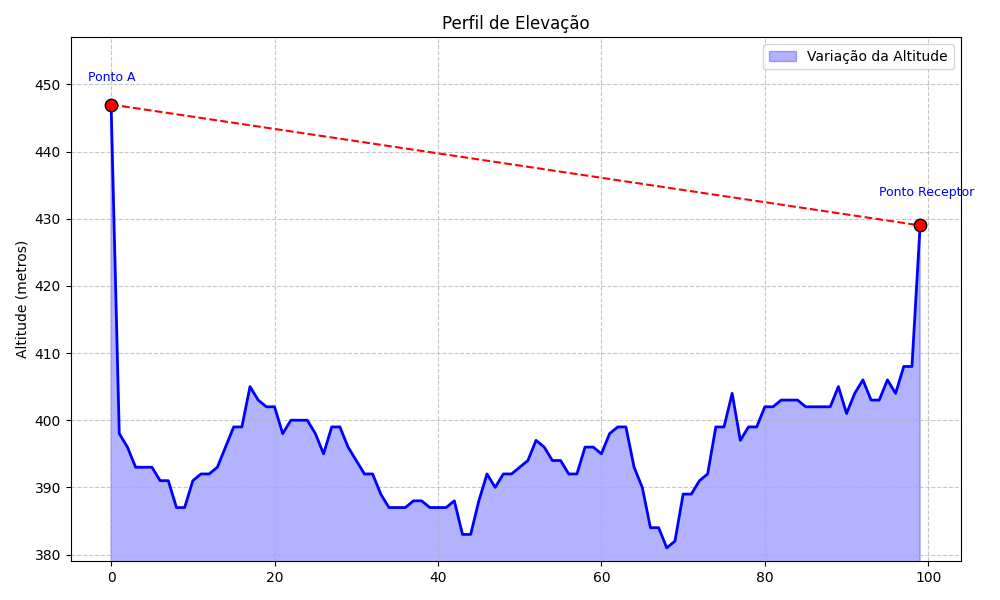 Perfil de Elevação
Variação da Altitude
Ponto A
Ponto Receptor
Altitude (metros)
450
440
430
420
410
400
390
380
0 20 40 60 80 100